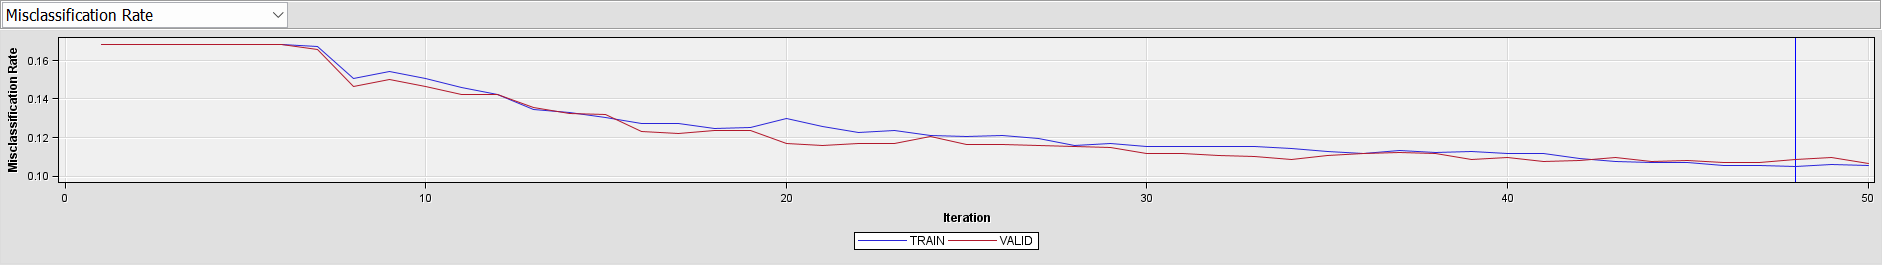 Misclassification Rate
Misclassification Rate
0.16
0.14
0.12
0.10
0 10 20 30 40 50
Iteration
TRAIN VALID